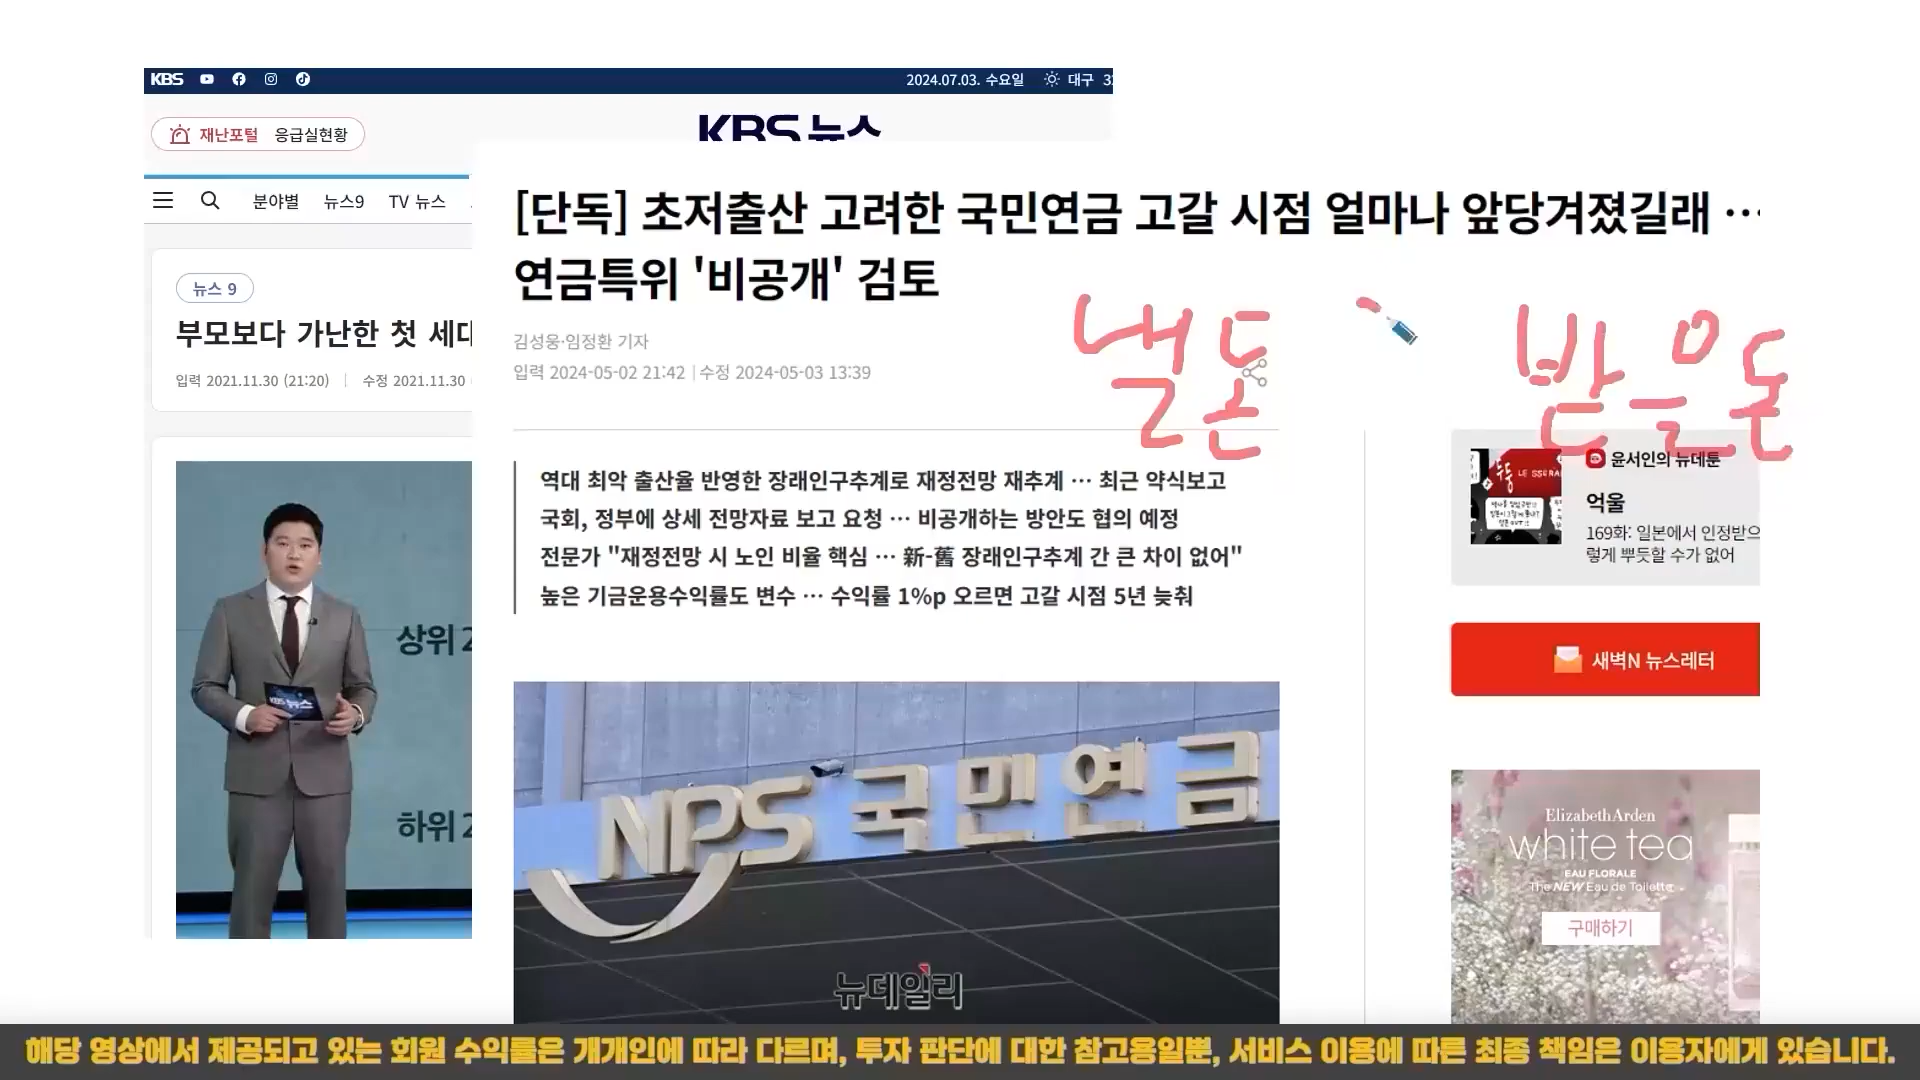 KBS
2024.07.03. 수요일
대구
재난포털 응급실현황
KBS 뉴스
분야별 뉴스9 TV 뉴스
뉴스 9
부모보다 가난한 첫 세대
입력 2021.11.30 (21:20) | 수정 2021.11.30
상위 2
하위 2
KBS 뉴스
[단독] 초저출산 고려한 국민연금 고갈 시점 얼마나 앞당겨졌길래 …
연금특위 '비공개' 검토
김성웅·임정환 기자
입력 2024-05-02 21:42 | 수정 2024-05-03 13:39
낼돈
받을돈
역대 최악 출산율 반영한 장래인구추계로 재정전망 재추계 … 최근 약식보고
국회, 정부에 상세 전망자료 보고 요청 … 비공개하는 방안도 협의 예정
전문가 "재정전망 시 노인 비율 핵심 … 新-舊 장래인구추계 간 큰 차이 없어"
높은 기금운용수익률도 변수 … 수익률 1%p 오르면 고갈 시점 5년 늦춰
NPS 국민연금
뉴데일리
윤서인의 뉴데툰
억울
169화: 일본에서 인정받으
렇게 뿌듯할 수가 없어
새벽N 뉴스레터
ElizabethArden
white tea
EAU FLORALE
The NEW Eau de Toilette
구매하기
해당 영상에서 제공되고 있는 회원 수익률은 개개인에 따라 다르며, 투자 판단에 대한 참고용일뿐, 서비스 이용에 따른 최종 책임은 이용자에게 있습니다.